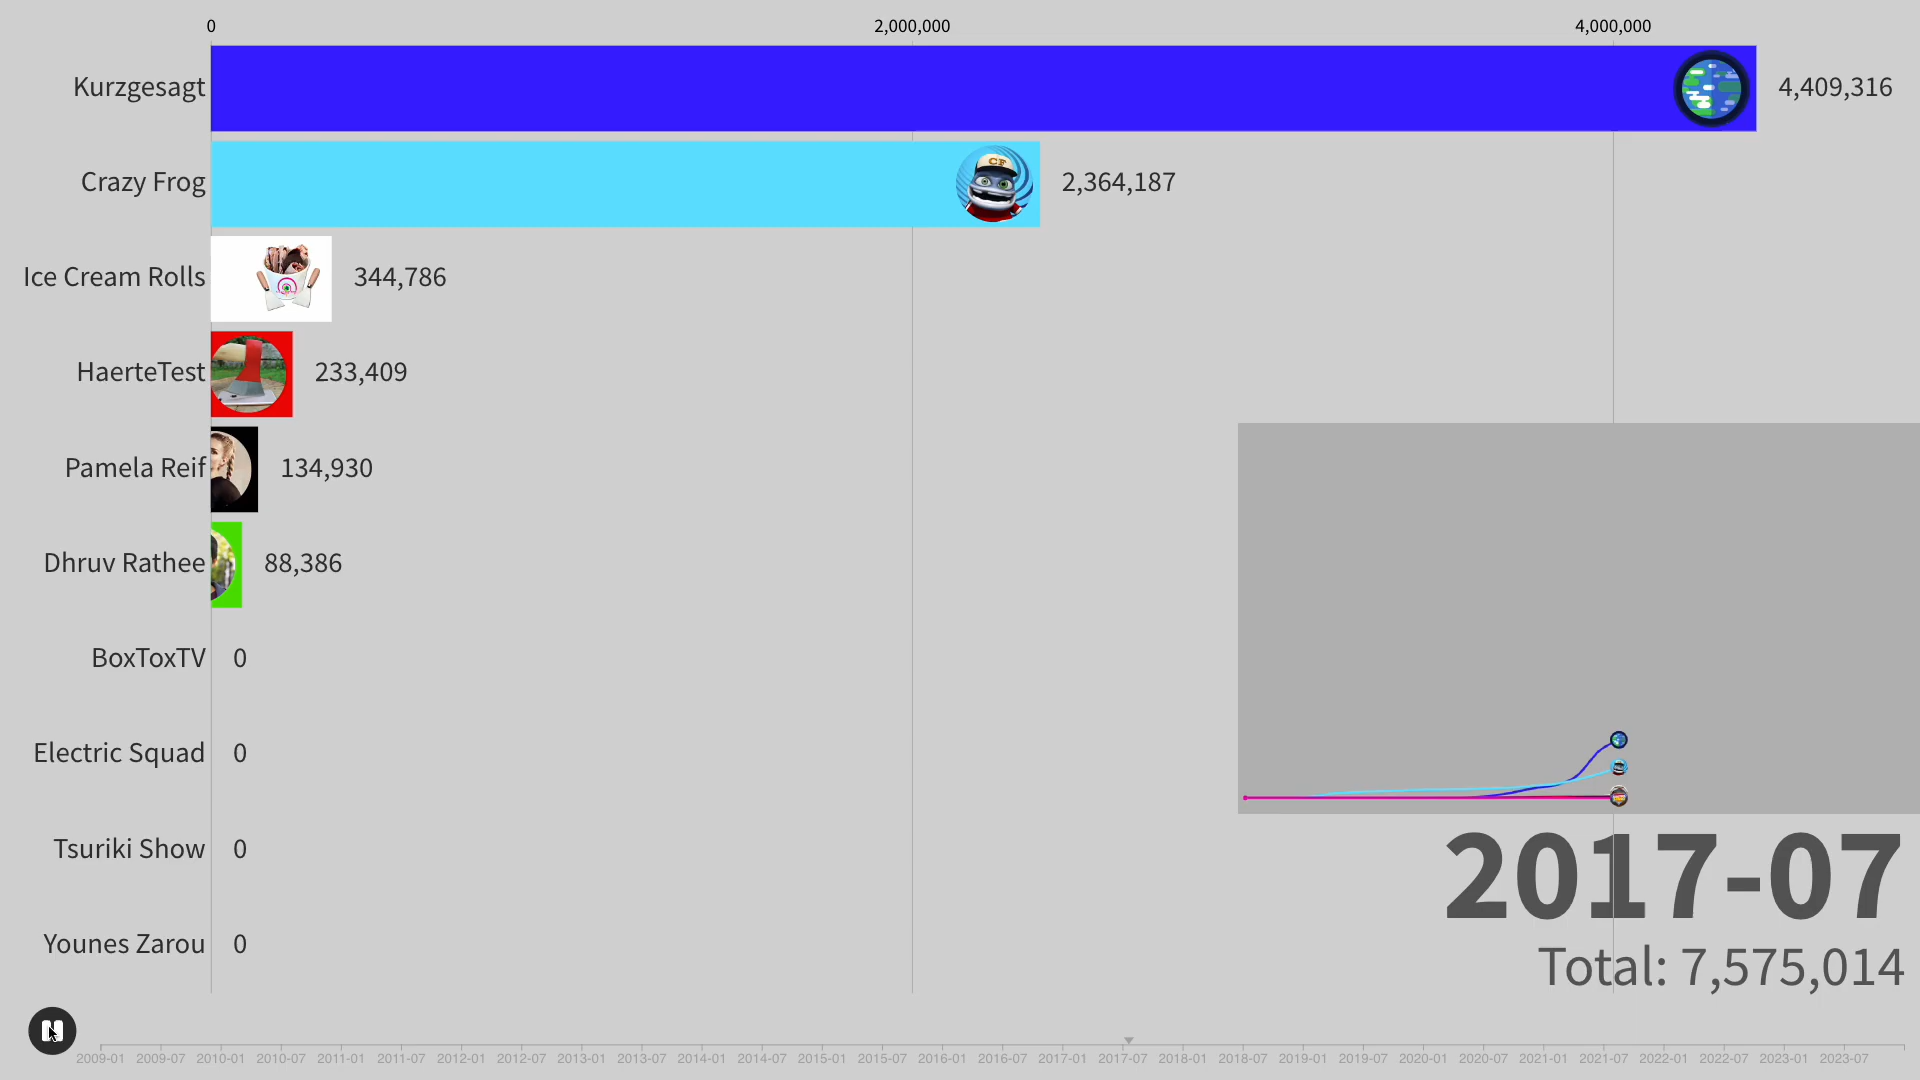 0 2,000,000 4,000,000
Kurzgesagt 4,409,316
Crazy Frog 2,364,187
CF
Ice Cream Rolls 344,786
HaerteTest 233,409
Pamela Reif 134,930
Dhruv Rathee 88,386
BoxToxTV 0
Electric Squad 0
Tsuriki Show 0
Younes Zarou 0
2017-07
Total: 7,575,014
2009-01 2009-07 2010-01 2010-07 2011-01 2011-07 2012-01 2012-07 2013-01 2013-07 2014-01 2014-07 2015-01 2015-07 2016-01 2016-07 2017-01 2017-07 2018-01 2018-07 2019-01 2019-07 2020-01 2020-07 2021-01 2021-07 2022-01 2022-07 2023-01 2023-07